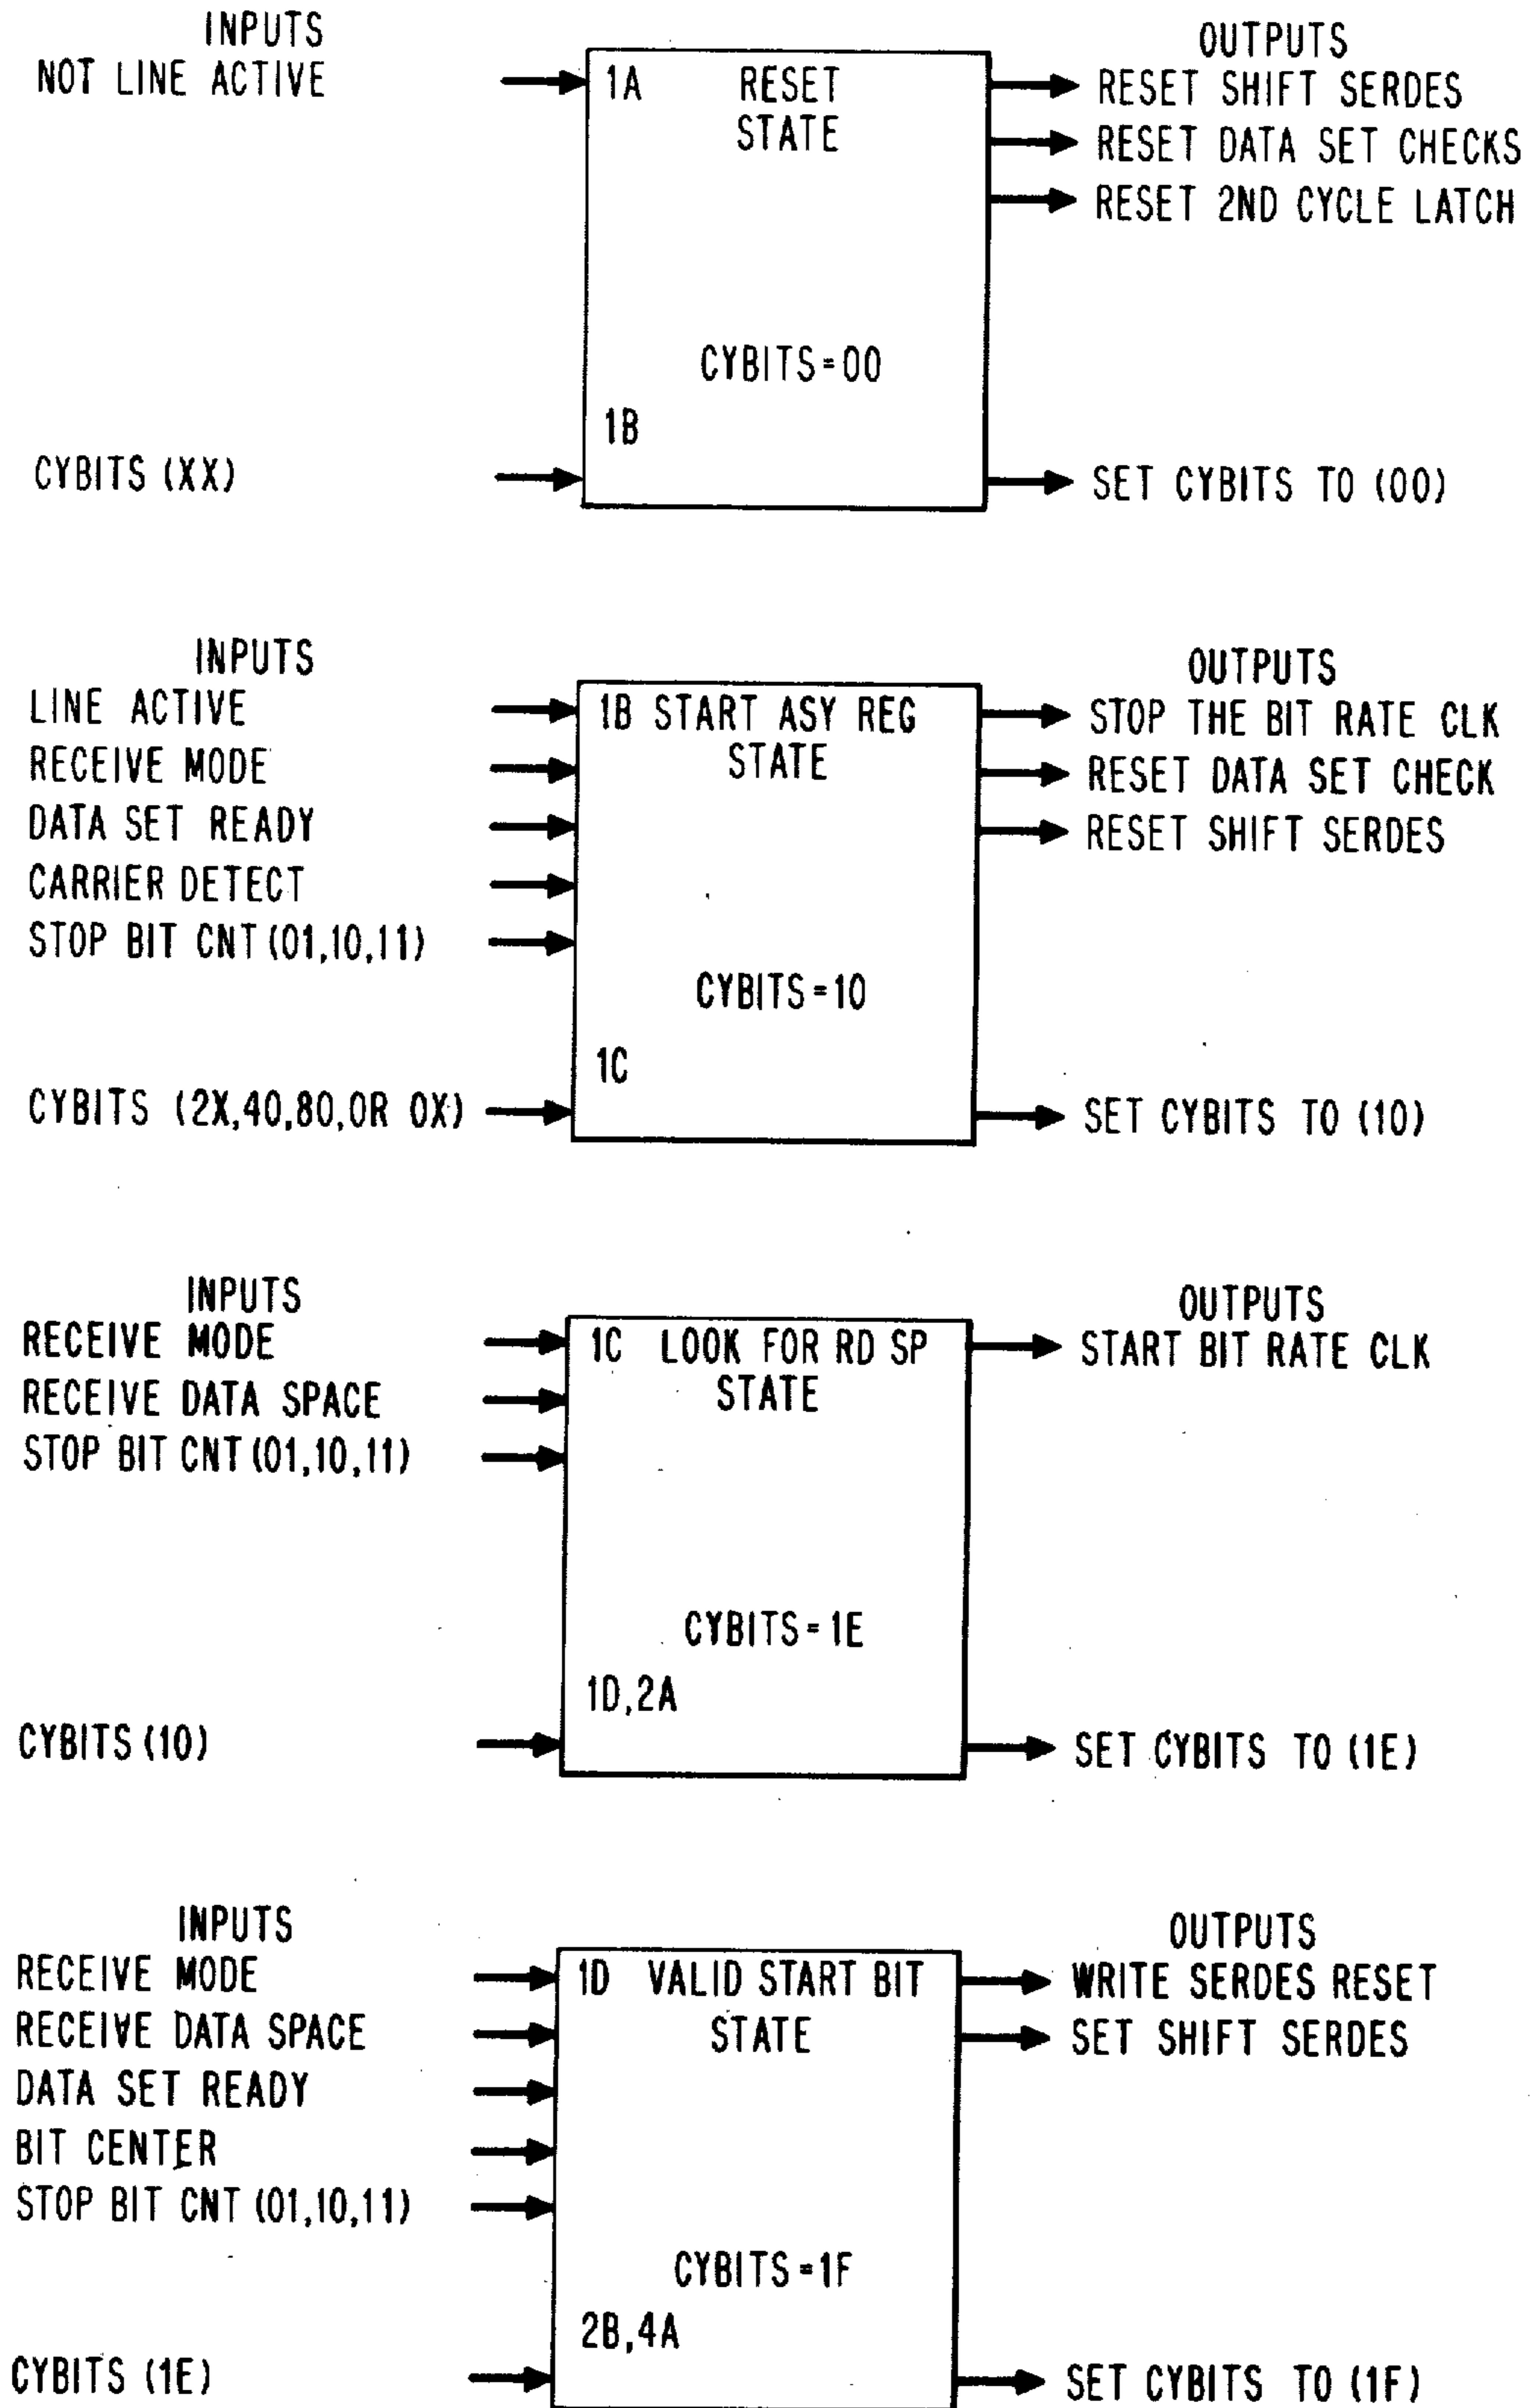 INPUTS
NOT LINE ACTIVE
1A RESET
STATE
CYBITS=00
1B
CYBITS (XX)
OUTPUTS
RESET SHIFT SERDES
RESET DATA SET CHECKS
RESET 2ND CYCLE LATCH
SET CYBITS TO (00)
INPUTS
LINE ACTIVE
RECEIVE MODE
DATA SET READY
CARRIER DETECT
STOP BIT CNT (01,10,11)
CYBITS (2X,40,80,OR 0X)
1B START ASY REG
STATE
CYBITS=10
1C
OUTPUTS
STOP THE BIT RATE CLK
RESET DATA SET CHECK
RESET SHIFT SERDES
SET CYBITS TO (10)
INPUTS
RECEIVE MODE
RECEIVE DATA SPACE
STOP BIT CNT (01,10,11)
CYBITS (10)
1C LOOK FOR RD SP
STATE
CYBITS=1E
1D,2A
OUTPUTS
START BIT RATE CLK
SET CYBITS TO (1E)
INPUTS
RECEIVE MODE
RECEIVE DATA SPACE
DATA SET READY
BIT CENTER
STOP BIT CNT (01,10,11)
CYBITS (1E)
1D VALID START BIT
STATE
CYBITS=1F
2B,4A
OUTPUTS
WRITE SERDES RESET
SET SHIFT SERDES
SET CYBITS TO (1F)